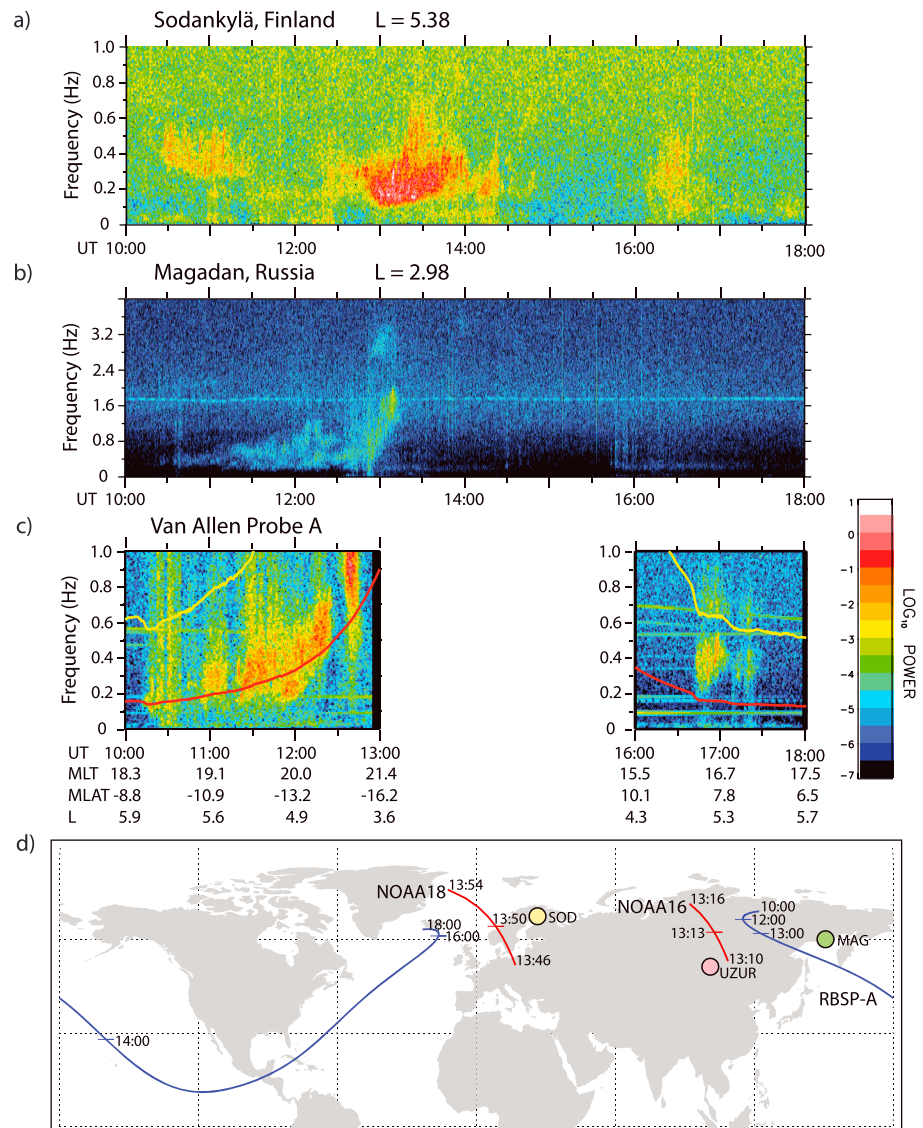 a)
Sodankylä, Finland L = 5.38
Frequency (Hz)
1.0
0.8
0.6
0.4
0.2
0
UT 10:00 12:00 14:00 16:00 18:00
b)
Magadan, Russia L = 2.98
Frequency (Hz)
3.2
2.4
1.6
0.8
0
UT 10:00 12:00 14:00 16:00 18:00
c)
Van Allen Probe A
Frequency (Hz)
1.0 1.0
0.8 0.8
0.6 0.6
0.4 0.4
0.2 0.2
0 0
UT 10:00 11:00 12:00 13:00 16:00 17:00 18:00
MLT 18.3 19.1 20.0 21.4 15.5 16.7 17.5
MLAT -8.8 -10.9 -13.2 -16.2 10.1 7.8 6.5
L 5.9 5.6 4.9 3.6 4.3 5.3 5.7
1
0
-1
-2
-3
-4
-5
-6
-7
LOG10 POWER
d)
NOAA18 13:54
13:50
13:46
18:00
16:00
14:00
SOD
NOAA16 13:16
13:13
13:10
UZUR
10:00
12:00
13:00
MAG
RBSP-A